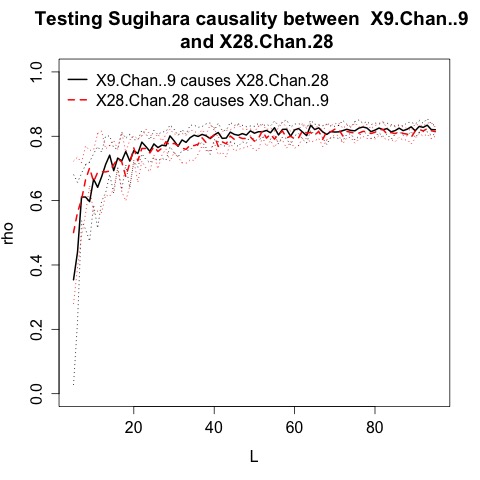 Testing Sugihara causality between  X9.Chan..9
and X28.Chan.28
X9.Chan..9 causes X28.Chan.28
X28.Chan.28 causes X9.Chan..9
rho
1.0
0.8
0.6
0.4
0.2
0.0
20 40 60 80
L